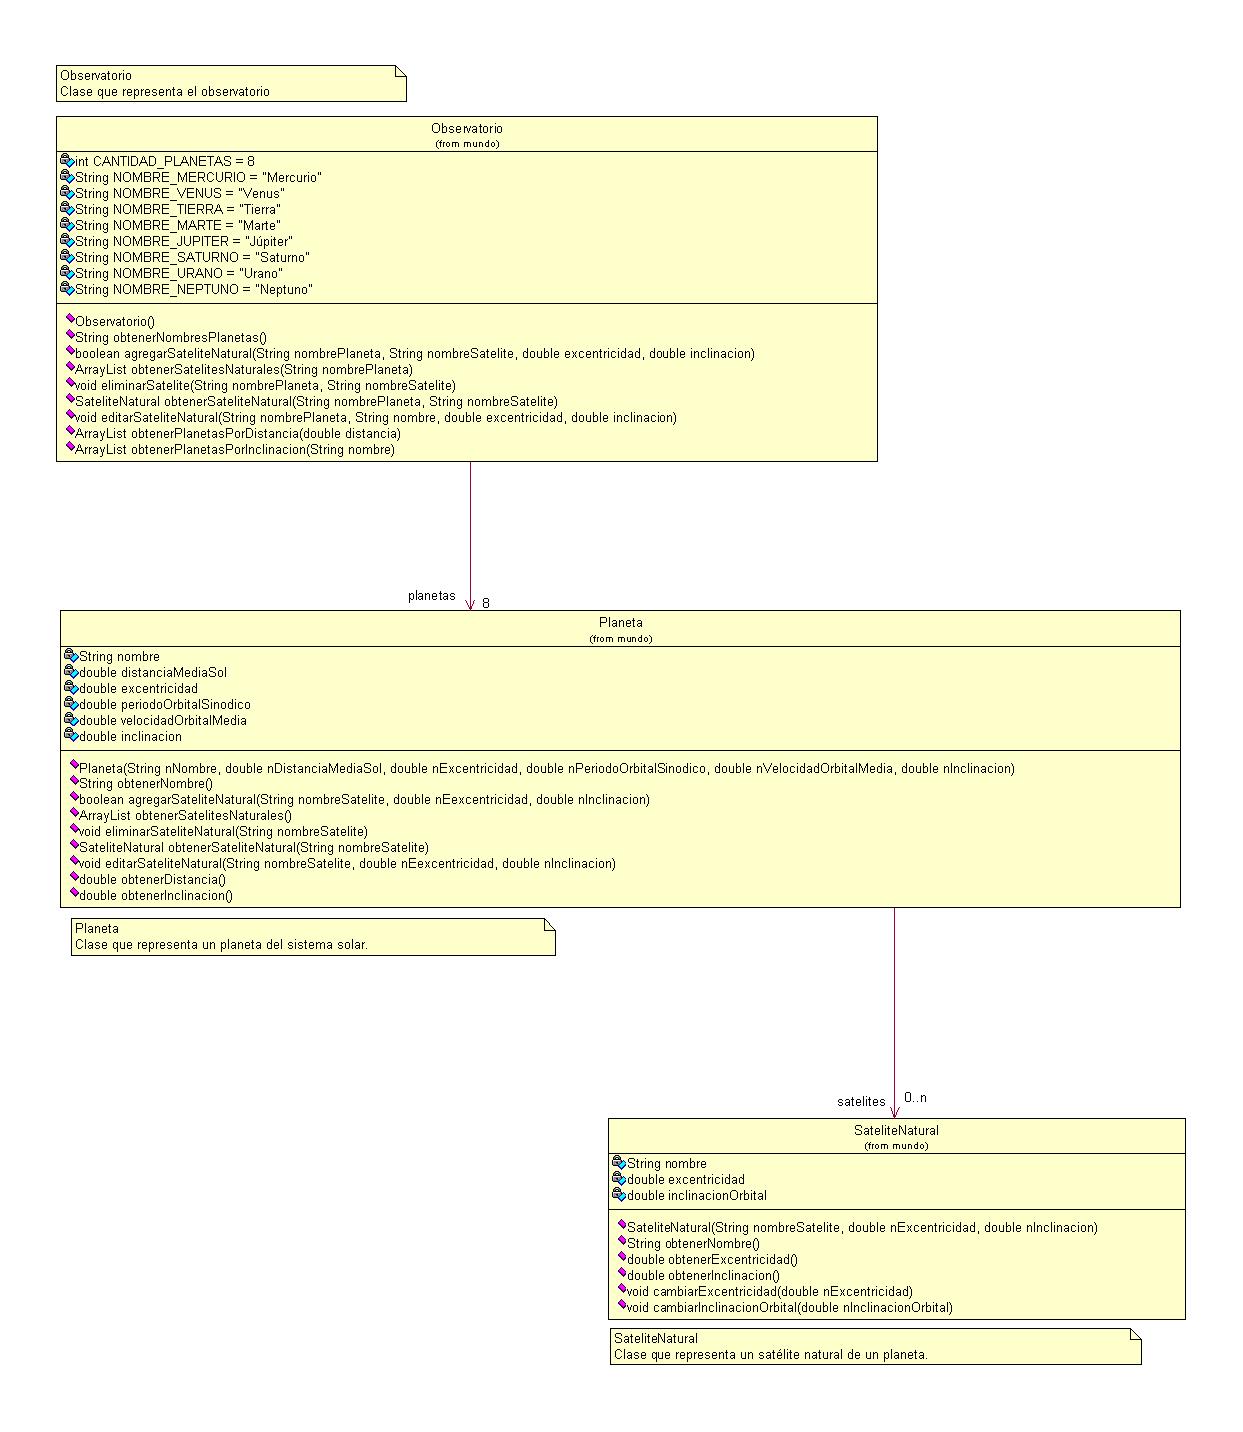 Observatorio
Clase que representa el observatorio
Observatorio
(from mundo)
int CANTIDAD_PLANETAS = 8
String NOMBRE_MERCURIO = "Mercurio"
String NOMBRE_VENUS = "Venus"
String NOMBRE_TIERRA = "Tierra"
String NOMBRE_MARTE = "Marte"
String NOMBRE_JUPITER = "Júpiter"
String NOMBRE_SATURNO = "Saturno"
String NOMBRE_URANO = "Urano"
String NOMBRE_NEPTUNO = "Neptuno"
Observatorio()
String obtenerNombresPlanetas()
boolean agregarSateliteNatural(String nombrePlaneta, String nombreSatelite, double excentricidad, double inclinacion)
ArrayList obtenerSatelitesNaturales(String nombrePlaneta)
void eliminarSatelite(String nombrePlaneta, String nombreSatelite)
SateliteNatural obtenerSateliteNatural(String nombrePlaneta, String nombreSatelite)
void editarSateliteNatural(String nombrePlaneta, String nombre, double excentricidad, double inclinacion)
ArrayList obtenerPlanetasPorDistancia(double distancia)
ArrayList obtenerPlanetasPorInclinacion(String nombre)
planetas
8
Planeta
(from mundo)
String nombre
double distanciaMediaSol
double excentricidad
double periodoOrbitalSinodico
double velocidadOrbitalMedia
double inclinacion
Planeta(String nNombre, double nDistanciaMediaSol, double nExcentricidad, double nPeriodoOrbitalSinodico, double nVelocidadOrbitalMedia, double nInclinacion)
String obtenerNombre()
boolean agregarSateliteNatural(String nombreSatelite, double nEexcentricidad, double nInclinacion)
ArrayList obtenerSatelitesNaturales()
void eliminarSateliteNatural(String nombreSatelite)
SateliteNatural obtenerSateliteNatural(String nombreSatelite)
void editarSateliteNatural(String nombreSatelite, double nEexcentricidad, double nInclinacion)
double obtenerDistancia()
double obtenerInclinacion()
Planeta
Clase que representa un planeta del sistema solar.
satelites
0..n
SateliteNatural
(from mundo)
String nombre
double excentricidad
double inclinacionOrbital
SateliteNatural(String nombreSatelite, double nExcentricidad, double nInclinacion)
String obtenerNombre()
double obtenerExcentricidad()
double obtenerInclinacion()
void cambiarExcentricidad(double nExcentricidad)
void cambiarInclinacionOrbital(double nInclinacionOrbital)
SateliteNatural
Clase que representa un satélite natural de un planeta.